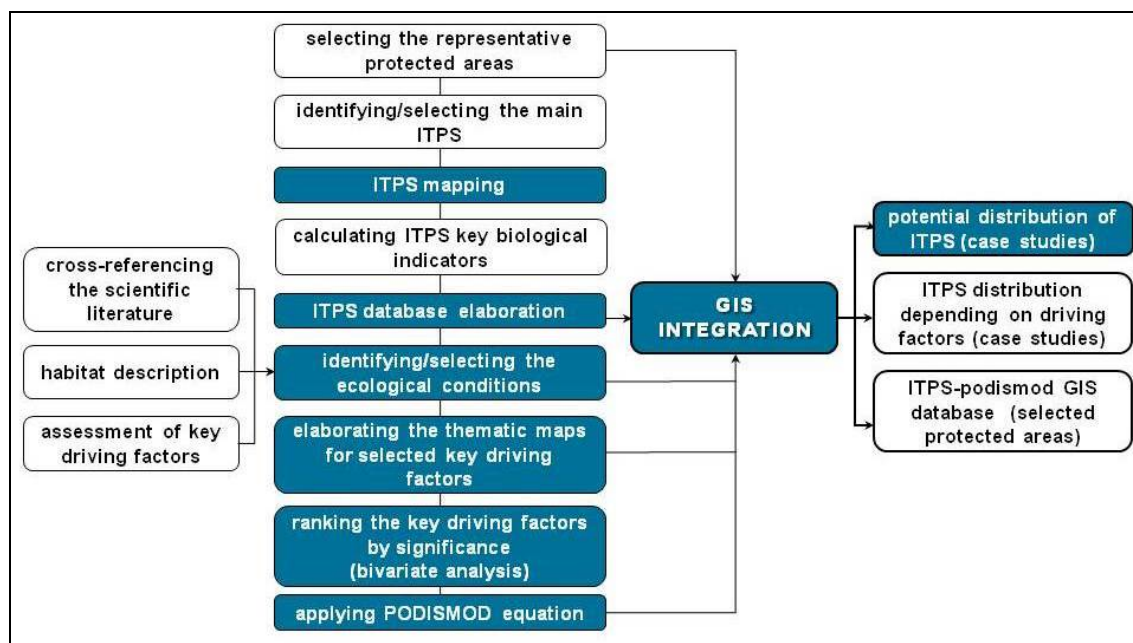 selecting the representative
protected areas
identifying/selecting the main
ITPS
ITPS mapping
calculating ITPS key biological
indicators
ITPS database elaboration
identifying/selecting the
ecological conditions
elaborating the thematic maps
for selected key driving
factors
ranking the key driving factors
by significance
(bivariate analysis)
applying PODISMOD equation
cross-referencing
the scientific
literature
habitat description
assessment of key
driving factors
GIS
INTEGRATION
potential distribution of
ITPS (case studies)
ITPS distribution
depending on driving
factors (case studies)
ITPS-podismod GIS
database (selected
protected areas)